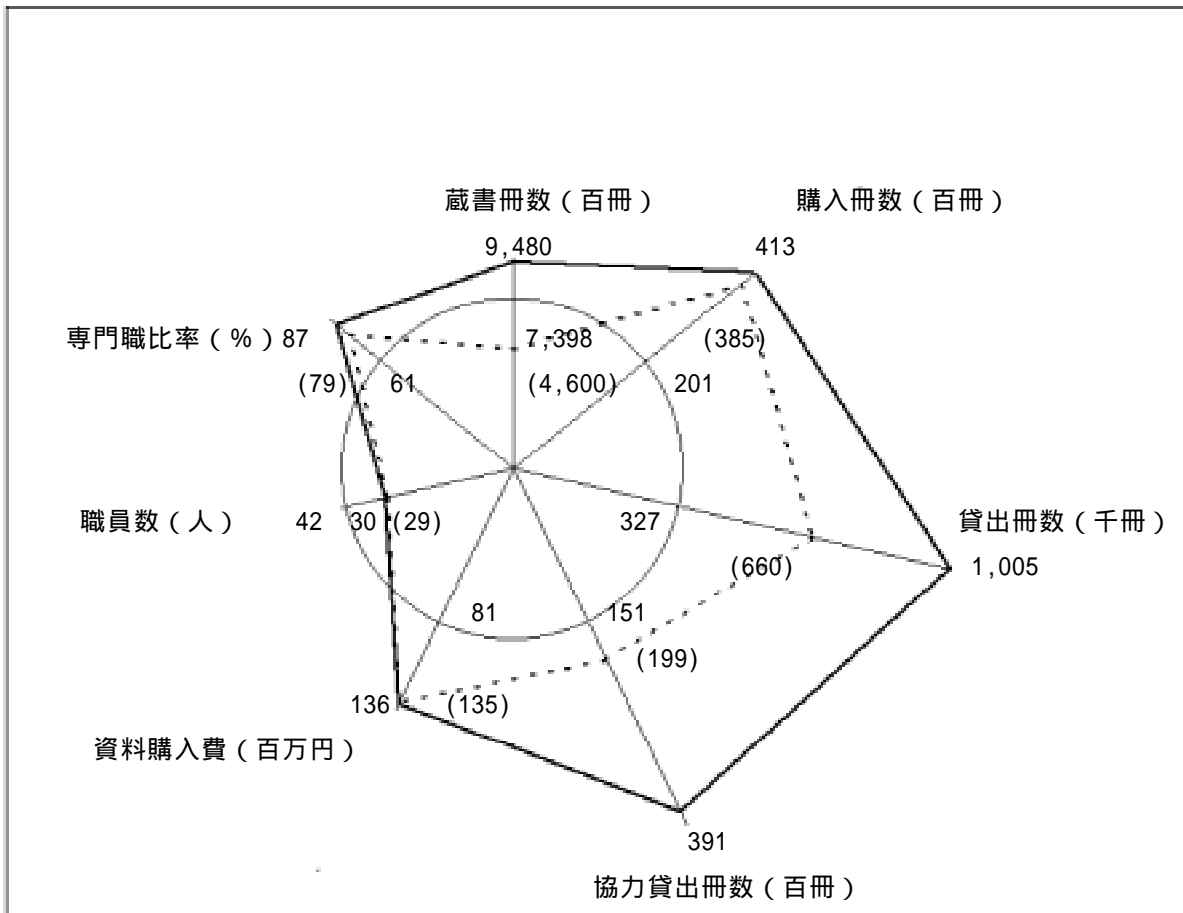 蔵書冊数（百冊） 購入冊数（百冊）
9,480 413
専門職比率（％）87 7,398 (385)
(79) 61 (4,600) 201
職員数（人） 42 30 (29) 327 貸出冊数（千冊）
(660) 1,005
81 151
(199)
136 (135)
資料購入費（百万円）
391
協力貸出冊数（百冊）